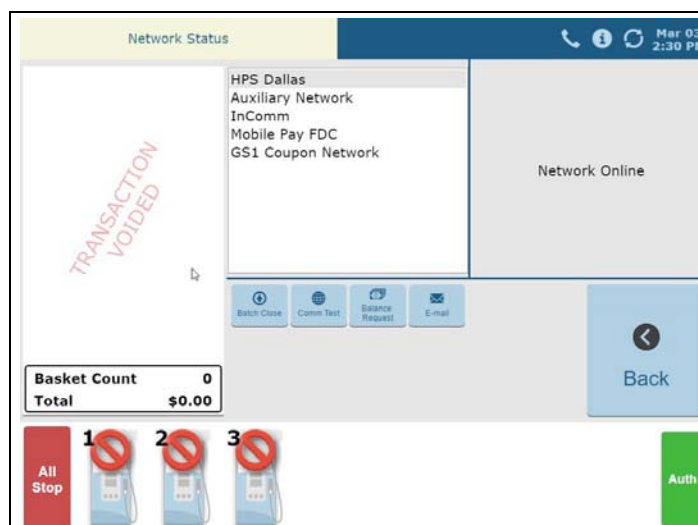 Network Status
Mar 03
2:30 PM
HPS Dallas
Auxiliary Network
InComm
Mobile Pay FDC
GS1 Coupon Network
Network Online
TRANSACTION
VOIDED
Batch Close
Comm Test
Balance
Request
E-mail
Back
Basket Count 0
Total $0.00
All
Stop
1
2
3
Auth